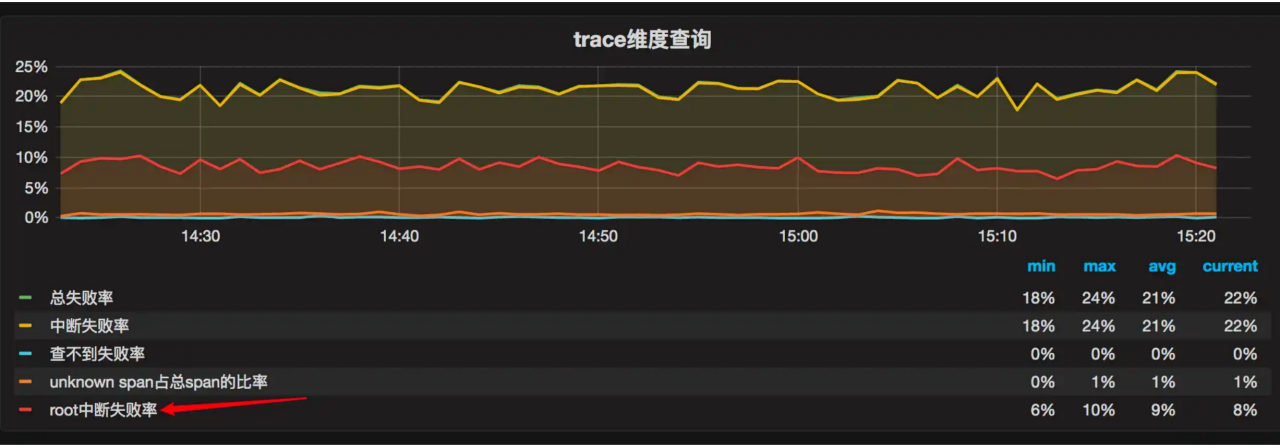 trace维度查询
25%
20%
15%
10%
5%
0%
14:30 14:40 14:50 15:00 15:10 15:20
min max avg current
总失败率 18% 24% 21% 22%
中断失败率 18% 24% 21% 22%
查不到失败率 0% 0% 0% 0%
unknown span占总span的比率 0% 1% 1% 1%
root中断失败率 6% 10% 9% 8%